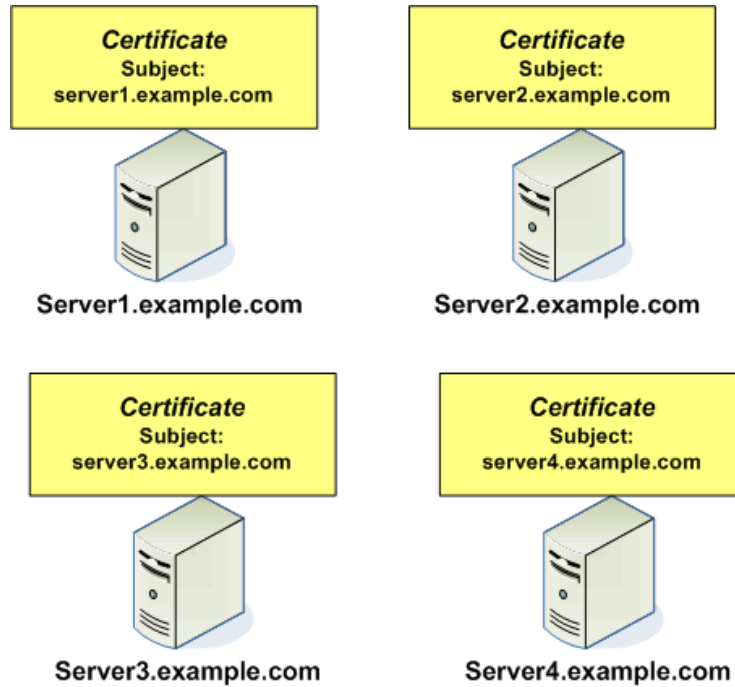 Certificate
Subject:
server1.example.com
Server1.example.com
Certificate
Subject:
server2.example.com
Server2.example.com
Certificate
Subject:
server3.example.com
Server3.example.com
Certificate
Subject:
server4.example.com
Server4.example.com